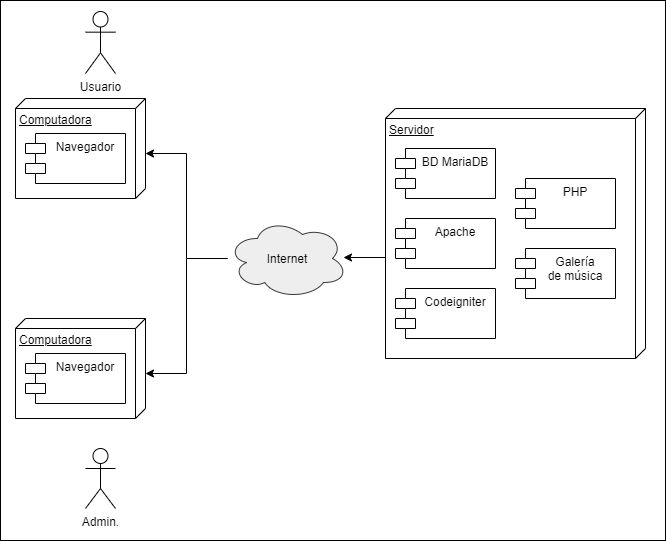 Usuario
Computadora
Navegador
Servidor
BD MariaDB
PHP
Apache
Internet
Galería
de música
Codeigniter
Computadora
Navegador
Admin.